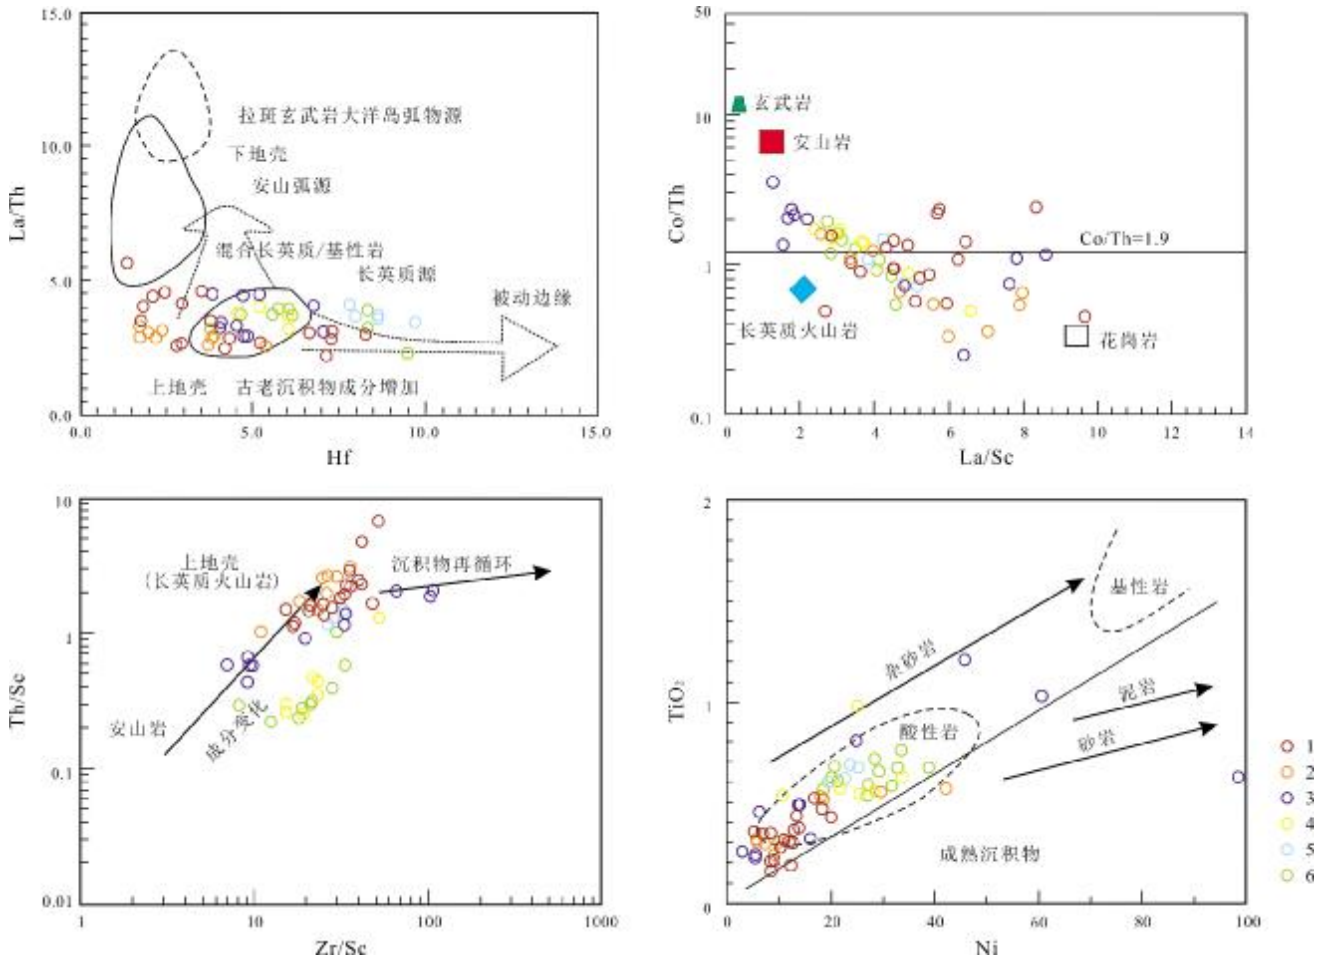 15.0
10.0
5.0
0.0
La/Th
拉斑玄武岩大洋岛弧物源
下地壳
安山弧源
混合长英质/基性岩
长英质源
被动边缘
上地壳
古老沉积物成分增加
0.0
5.0
10.0
15.0
Hf
50
10
1
0.1
Co/Th
玄武岩
安山岩
Co/Th=1.9
长英质火山岩
花岗岩
0
2
4
6
8
10
12
14
La/Sc
10
1
0.1
0.01
Th/Sc
上地壳
(长英质火山岩)
沉积物再循环
安山岩
成分变化
1
10
100
1000
Zr/Sc
2
1
0
TiO₂
基性岩
杂砂岩
泥岩
酸性岩
砂岩
成熟沉积物
0
20
40
60
80
100
Ni
1
2
3
4
5
6